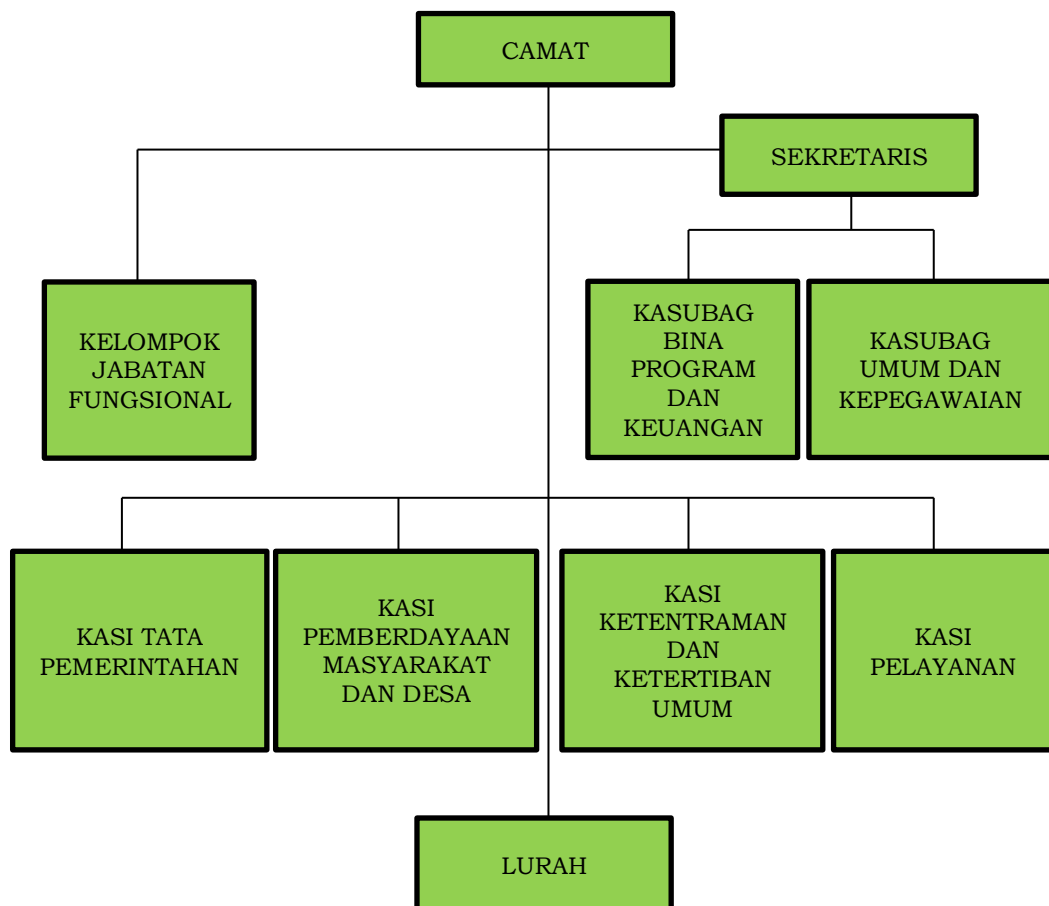 CAMAT
SEKRETARIS
KELOMPOK
JABATAN
FUNGSIONAL
KASUBAG
BINA
PROGRAM
DAN
KEUANGAN
KASUBAG
UMUM DAN
KEPEGAWAIAN
KASI TATA
PEMERINTAHAN
KASI
PEMBERDAYAAN
MASYARAKAT
DAN DESA
KASI
KETENTRAMAN
DAN
KETERTIBAN
UMUM
KASI
PELAYANAN
LURAH